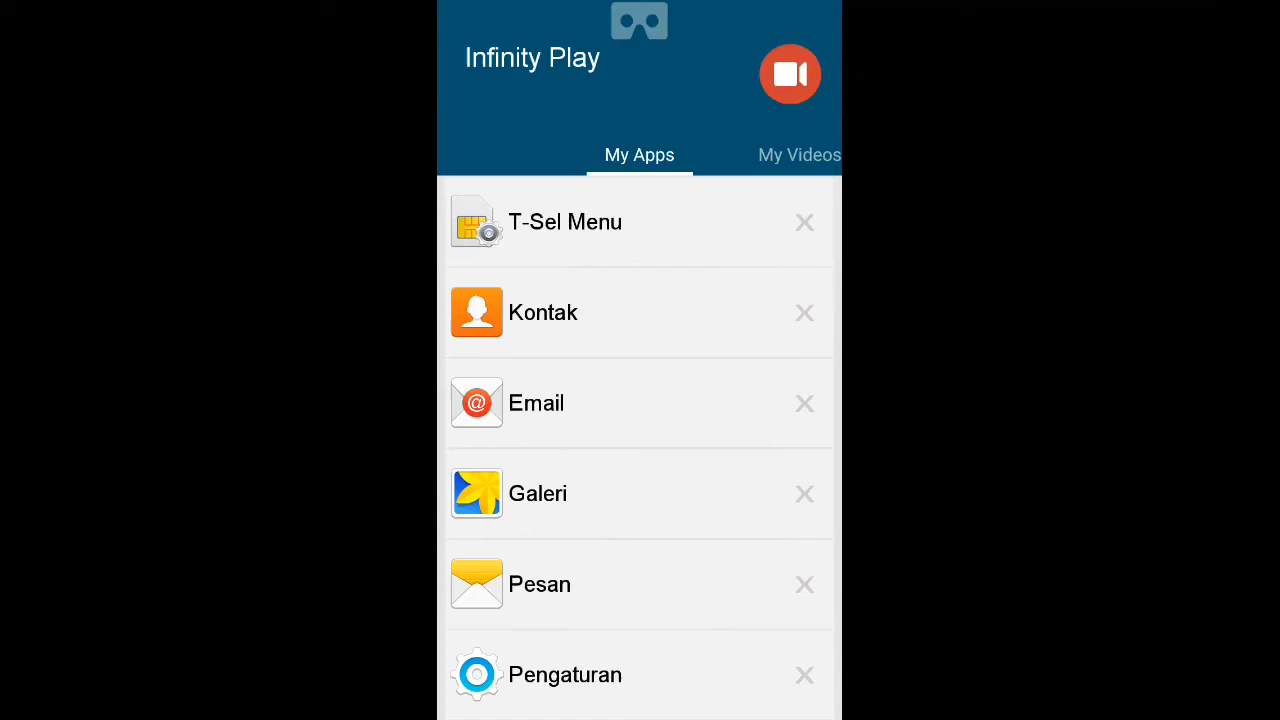 Infinity Play
My Apps
My Videos
T-Sel Menu
Kontak
Email
@
Galeri
Pesan
Pengaturan